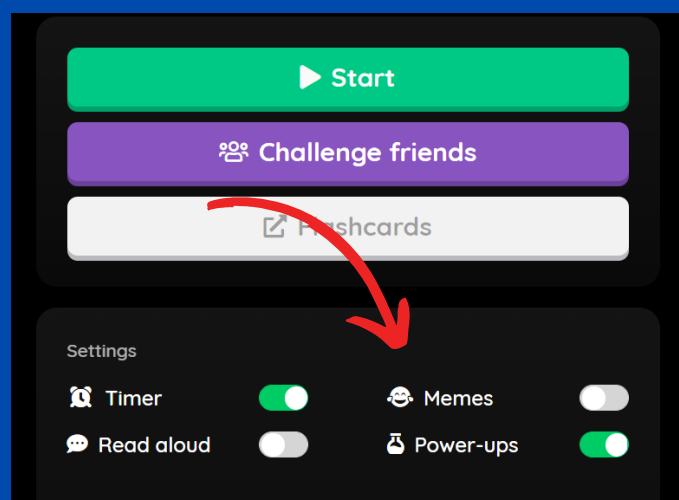 Start
Challenge friends
Flashcards
Settings
Timer
Memes
Read aloud
Power-ups